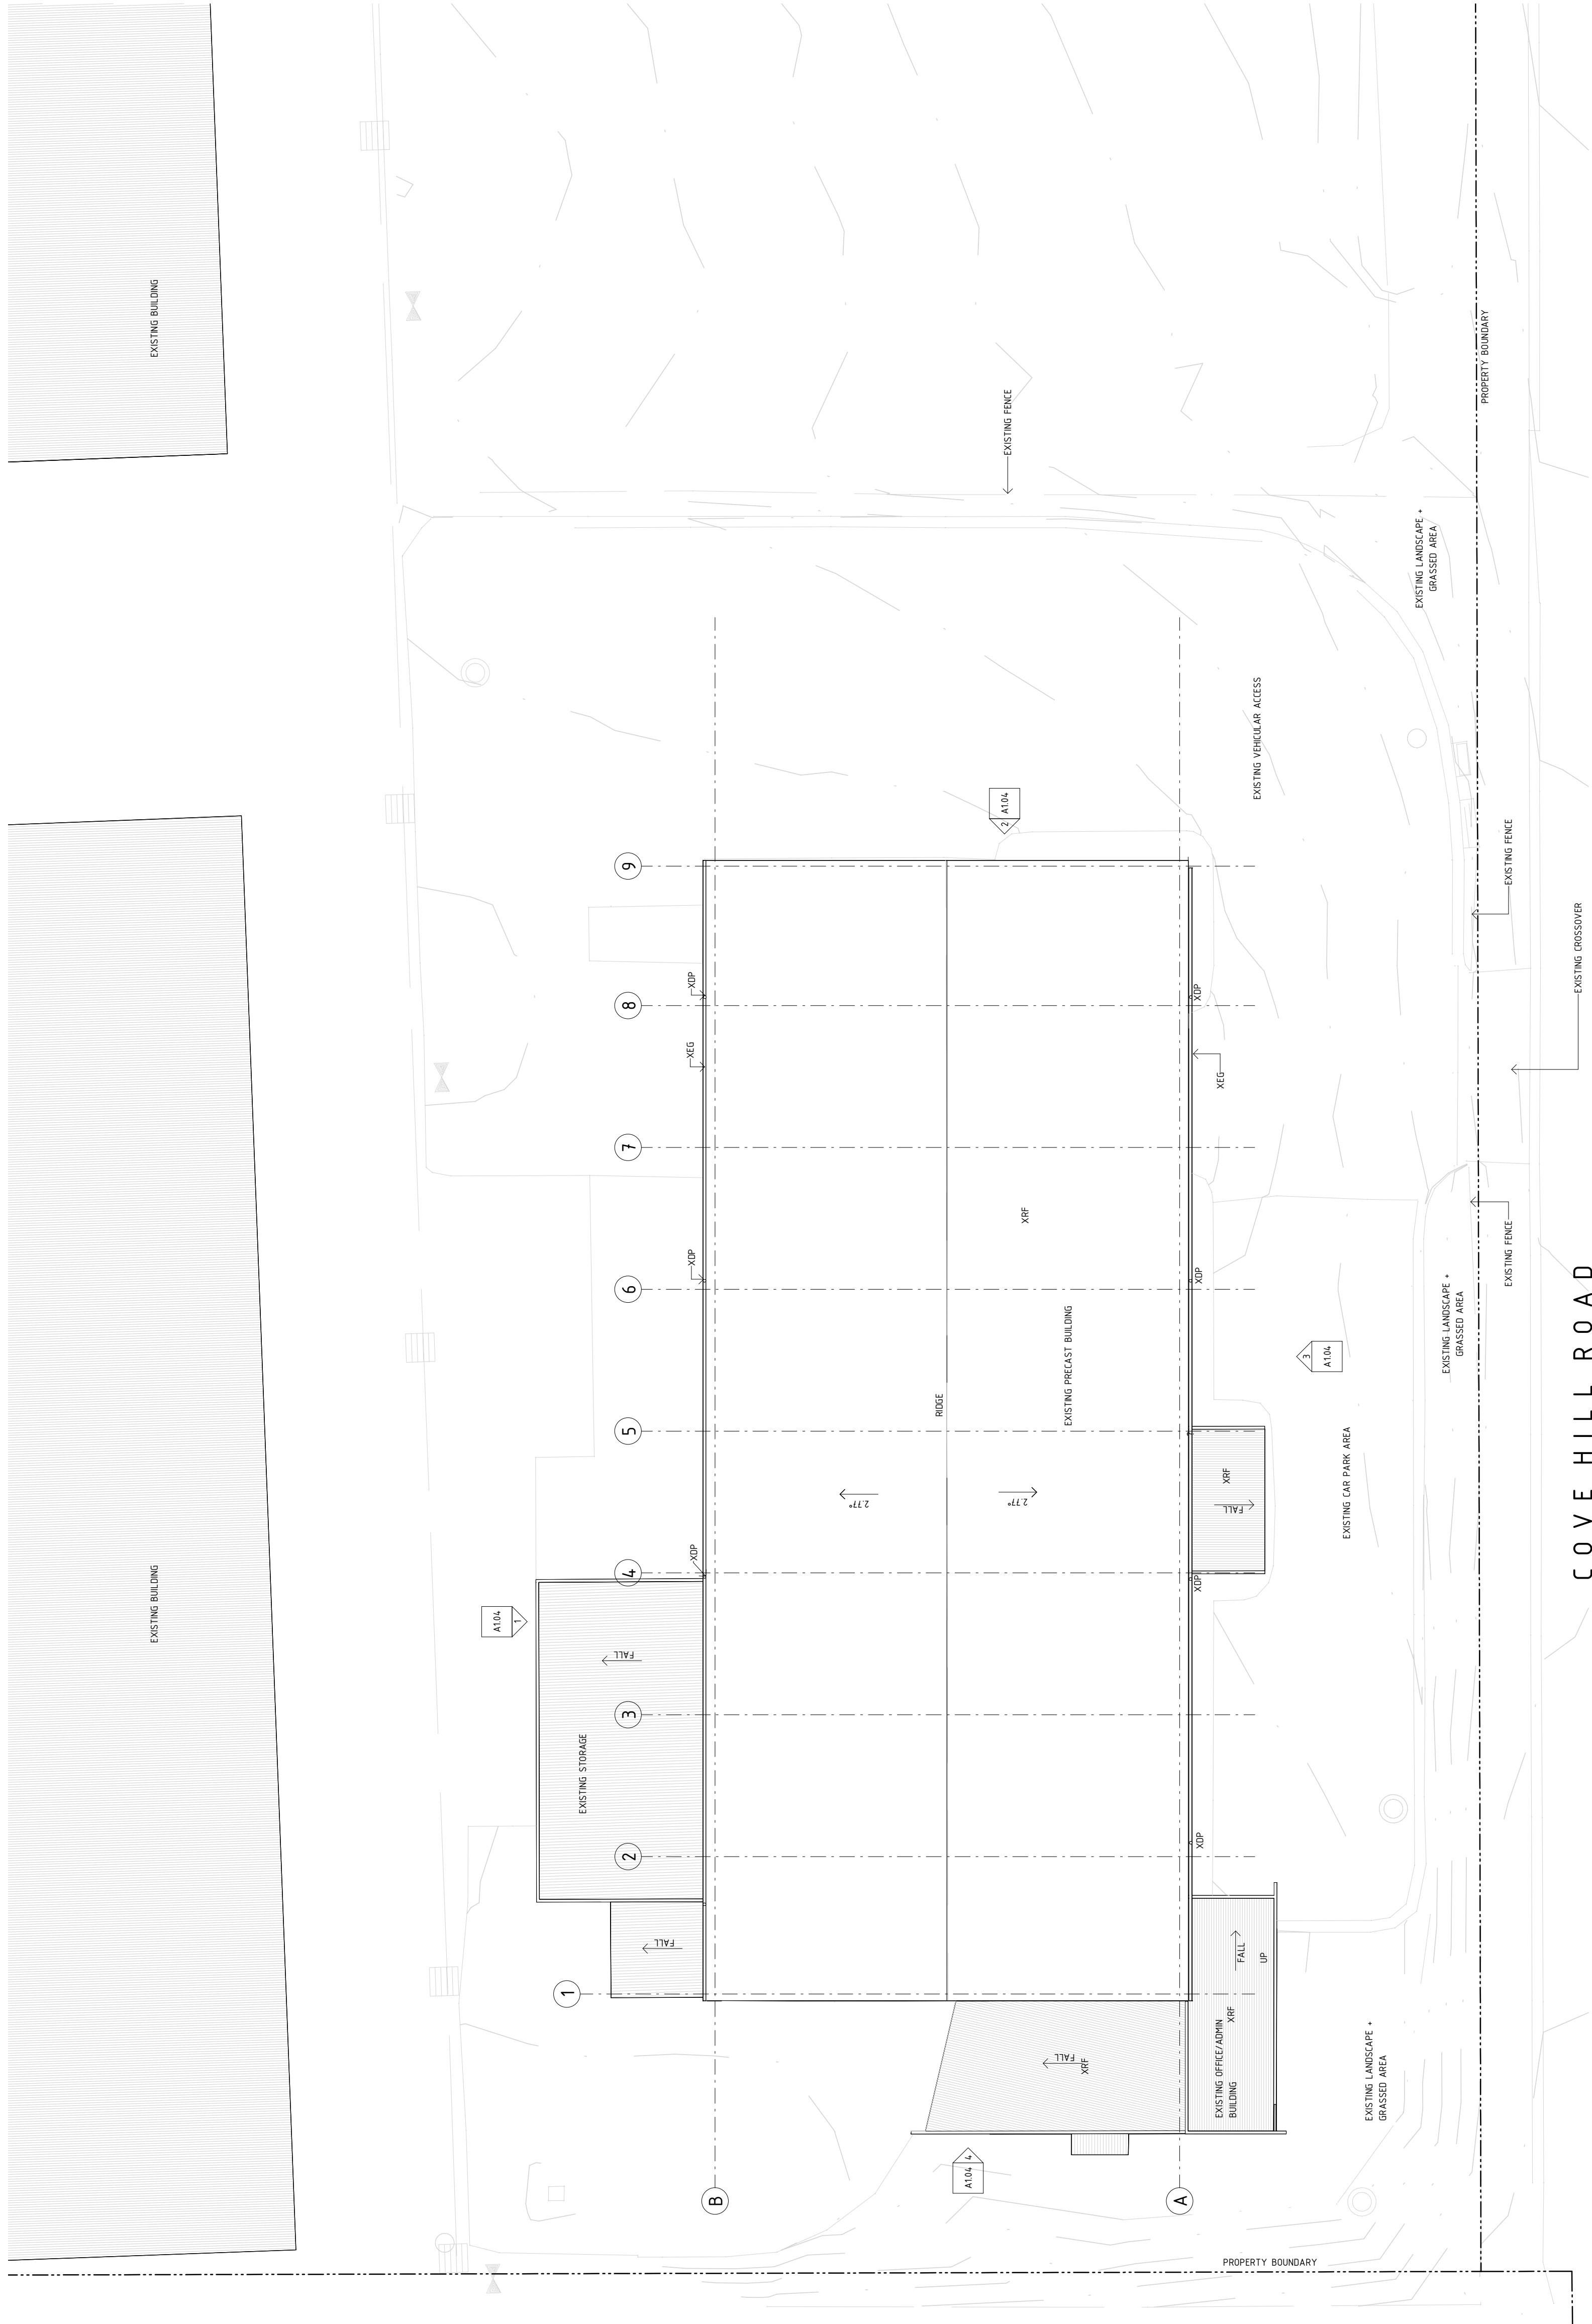 EXISTING BUILDING
EXISTING FENCE
PROPERTY BOUNDARY
EXISTING LANDSCAPE +
GRASSED AREA
EXISTING VEHICULAR ACCESS
2
A1.04
9
EXISTING FENCE
EXISTING CROSSOVER
XDP
8
XDP
XEG
XEG
7
XRF
XDP
6
XDP
EXISTING FENCE
EXISTING LANDSCAPE +
GRASSED AREA
COVE HILL ROAD
EXISTING PRECAST BUILDING
3
A1.04
RIDGE
5
2.77°
2.77°
XRF
FALL
EXISTING CAR PARK AREA
XDP
4
XDP
A1.04
1
EXISTING BUILDING
FALL
3
EXISTING STORAGE
2
XDP
FALL
FALL
UP
1
XRF
EXISTING OFFICE/ADMIN
BUILDING
FALL
XRF
EXISTING LANDSCAPE +
GRASSED AREA
A1.04
4
B
A
PROPERTY BOUNDARY